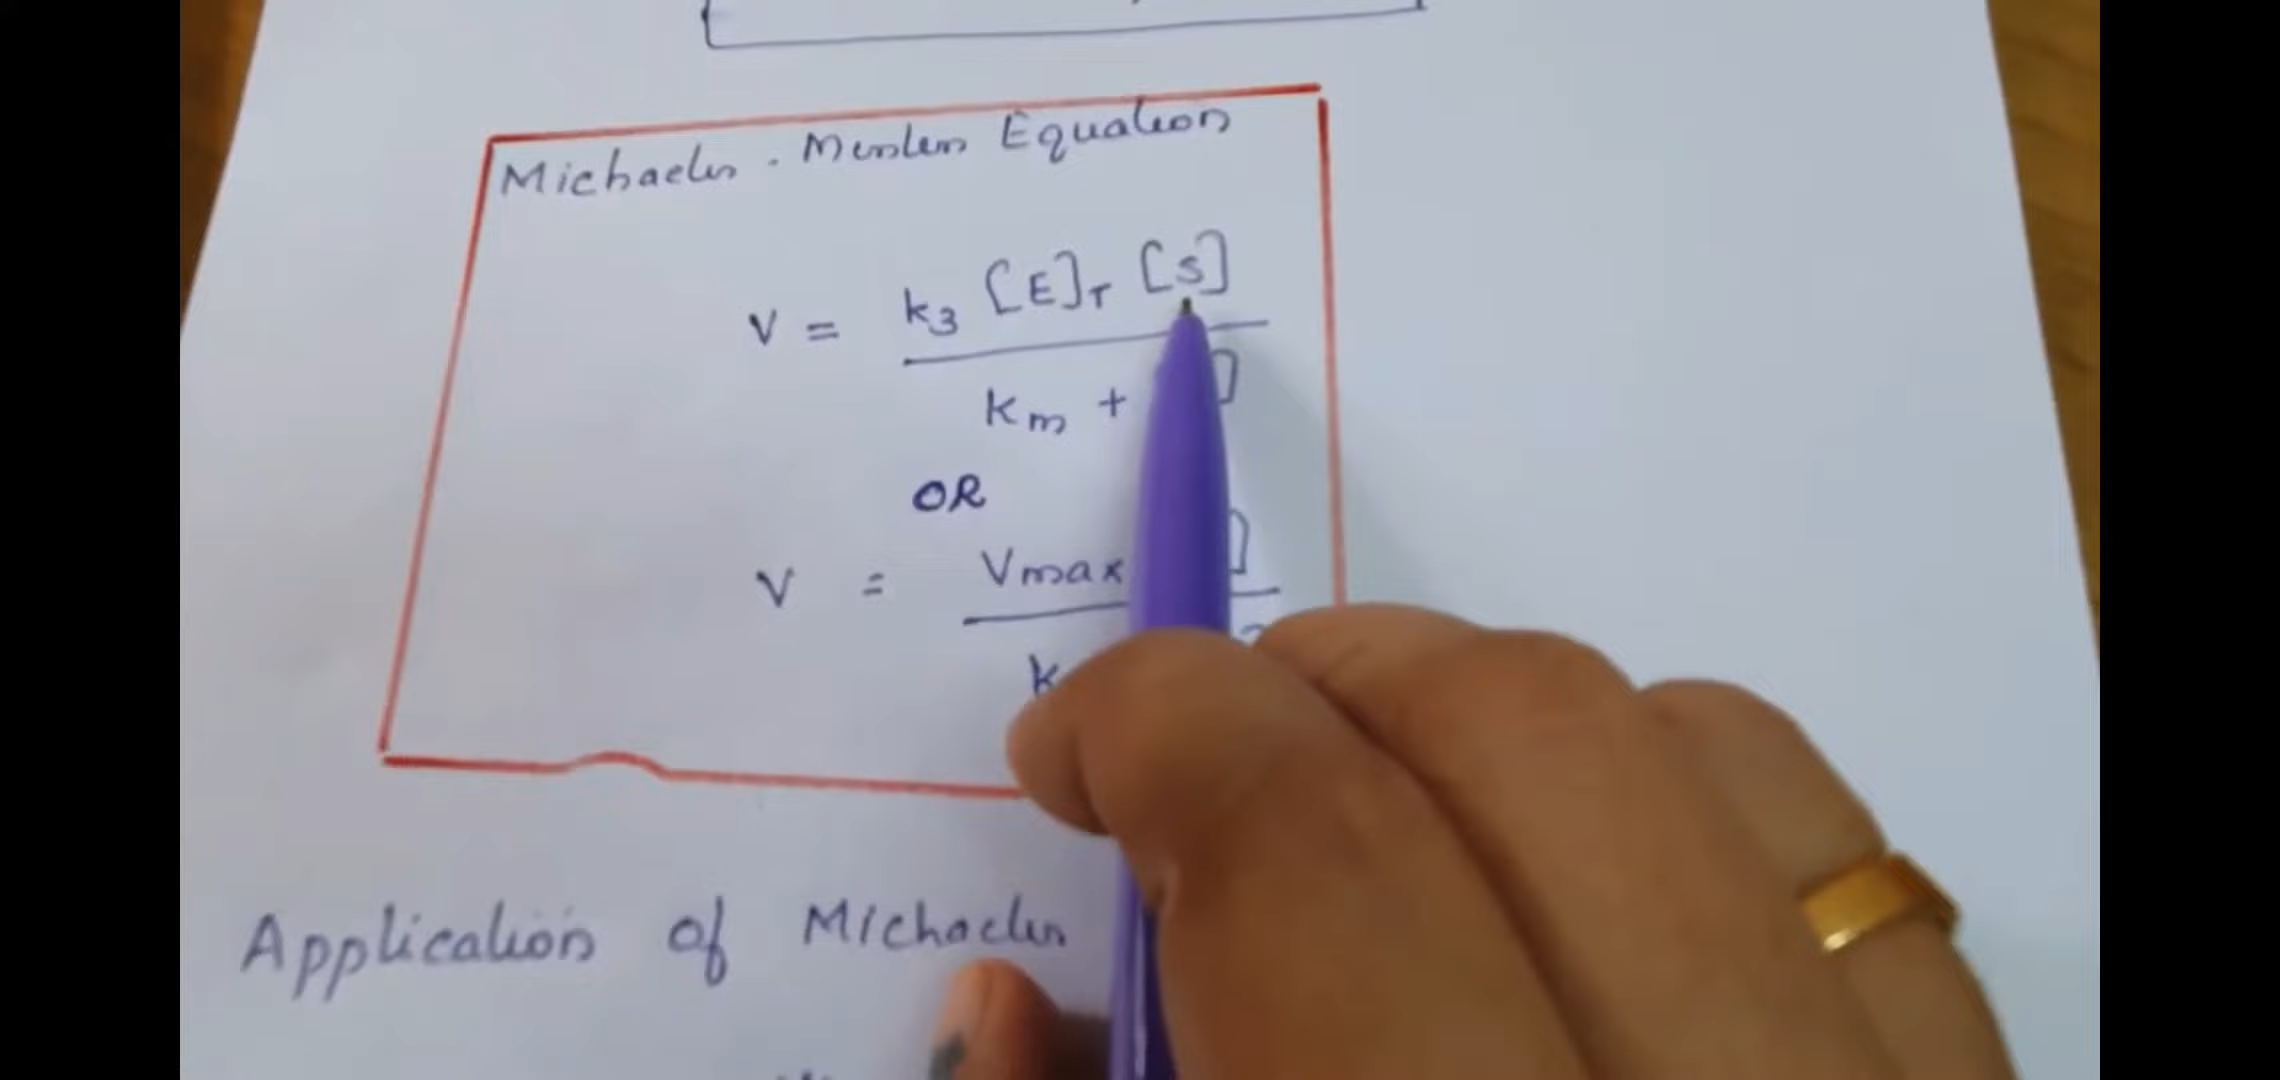 Michaelis - Menten Equation
V = k3 [E]T [S]
km +
OR
V = Vmax ]
k
Application of Michaelis